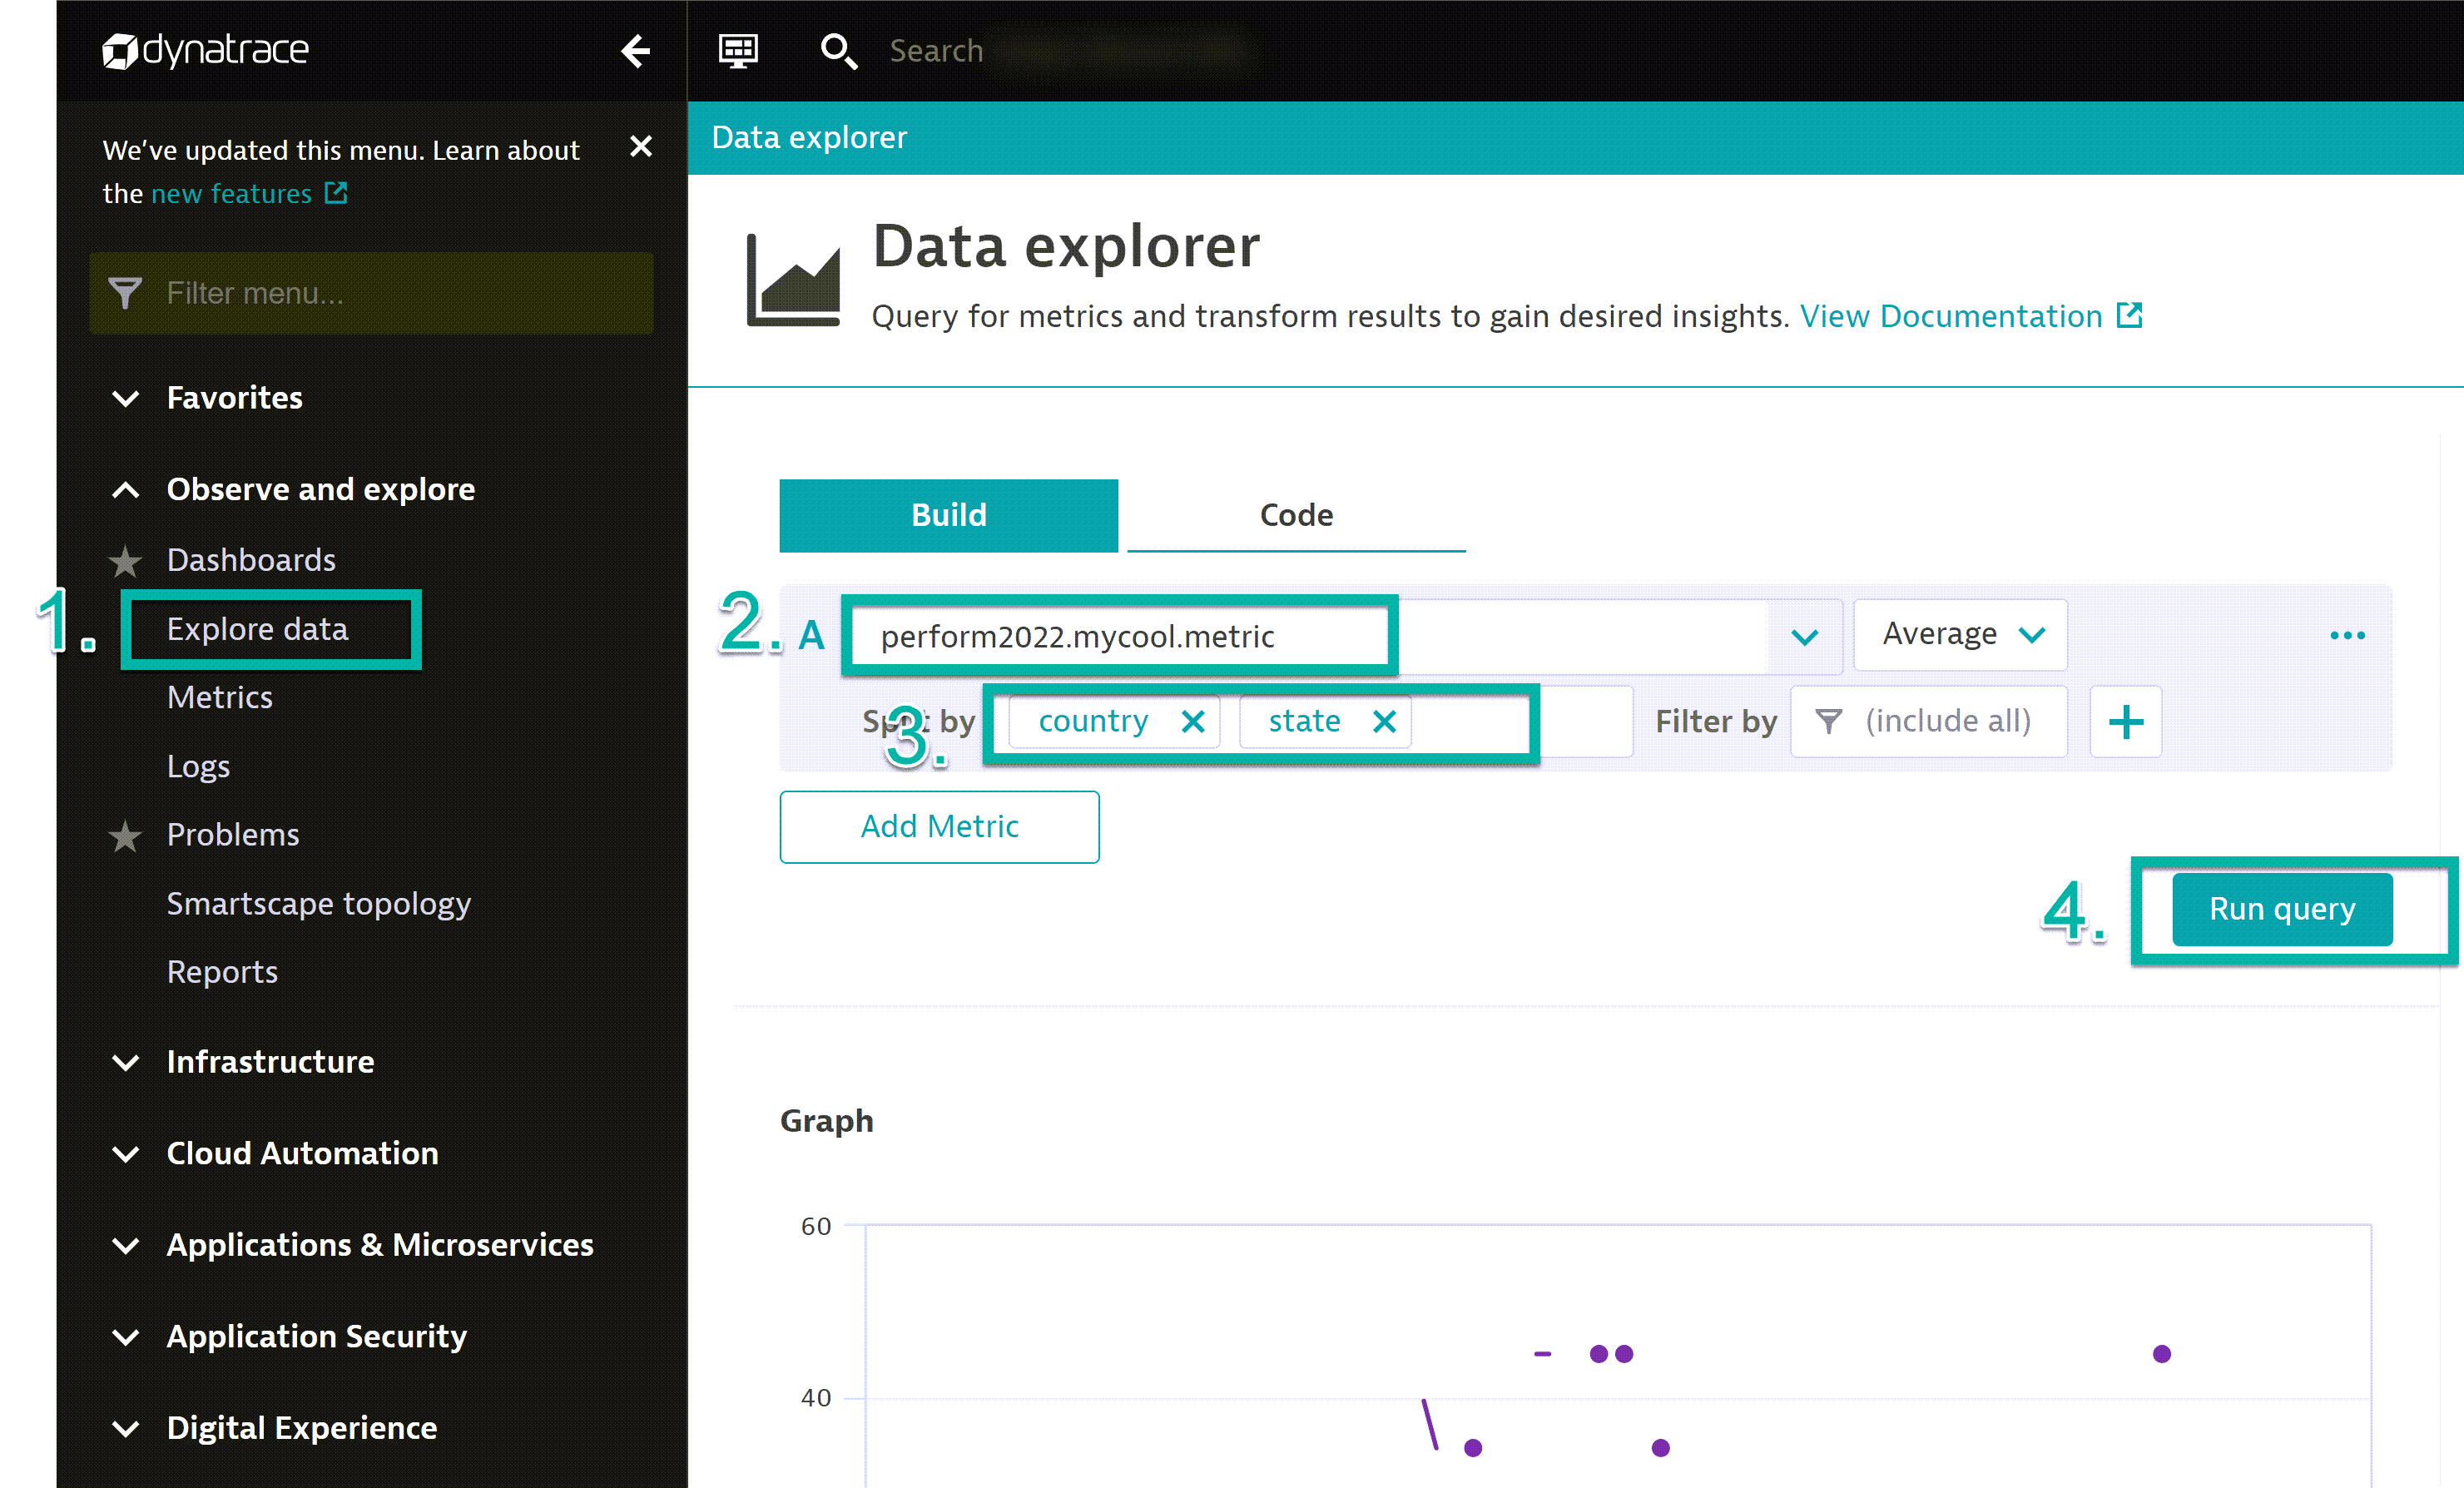 dynatrace
Search
We've updated this menu. Learn about
the new features
Filter menu...
Favorites
Observe and explore
Dashboards
1. Explore data
Metrics
Logs
Problems
Smartscape topology
Reports
Infrastructure
Cloud Automation
Applications & Microservices
Application Security
Digital Experience
Data explorer
Data explorer
Query for metrics and transform results to gain desired insights. View Documentation
Build Code
2. A perform2022.mycool.metric Average
Split by 3. country state Filter by (include all)
Add Metric
4. Run query
Graph
60
40